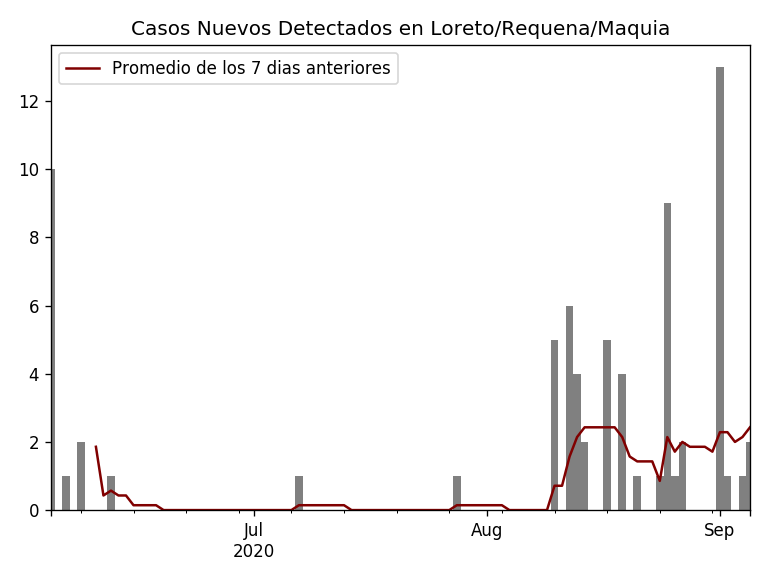 Casos Nuevos Detectados en Loreto/Requena/Maquia
Promedio de los 7 dias anteriores
12
10
8
6
4
2
0
Jul
2020
Aug
Sep